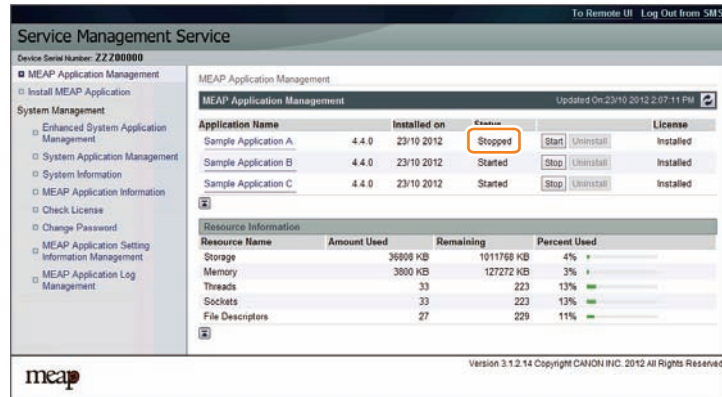 To Remote UI Log Out from SMS
Service Management Service
Device Serial Number: ZZZ00000
MEAP Application Management
Install MEAP Application
System Management
Enhanced System Application
Management
System Application Management
System Information
MEAP Application Information
Check License
Change Password
MEAP Application Setting
Information Management
MEAP Application Log
Management
MEAP Application Management
MEAP Application Management Updated On:23/10 2012 2:07:11 PM
Application Name Installed on Status License
Sample Application A 4.4.0 23/10 2012 Stopped Start Uninstall Installed
Sample Application B 4.4.0 23/10 2012 Started Stop Uninstall Installed
Sample Application C 4.4.0 23/10 2012 Started Stop Uninstall Installed
Resource Information
Resource Name Amount Used Remaining Percent Used
Storage 36808 KB 1011768 KB 4%
Memory 3800 KB 127272 KB 3%
Threads 33 223 13%
Sockets 33 223 13%
File Descriptors 27 229 11%
meap
Version 3.1.2.14 Copyright CANON INC. 2012 All Rights Reserved